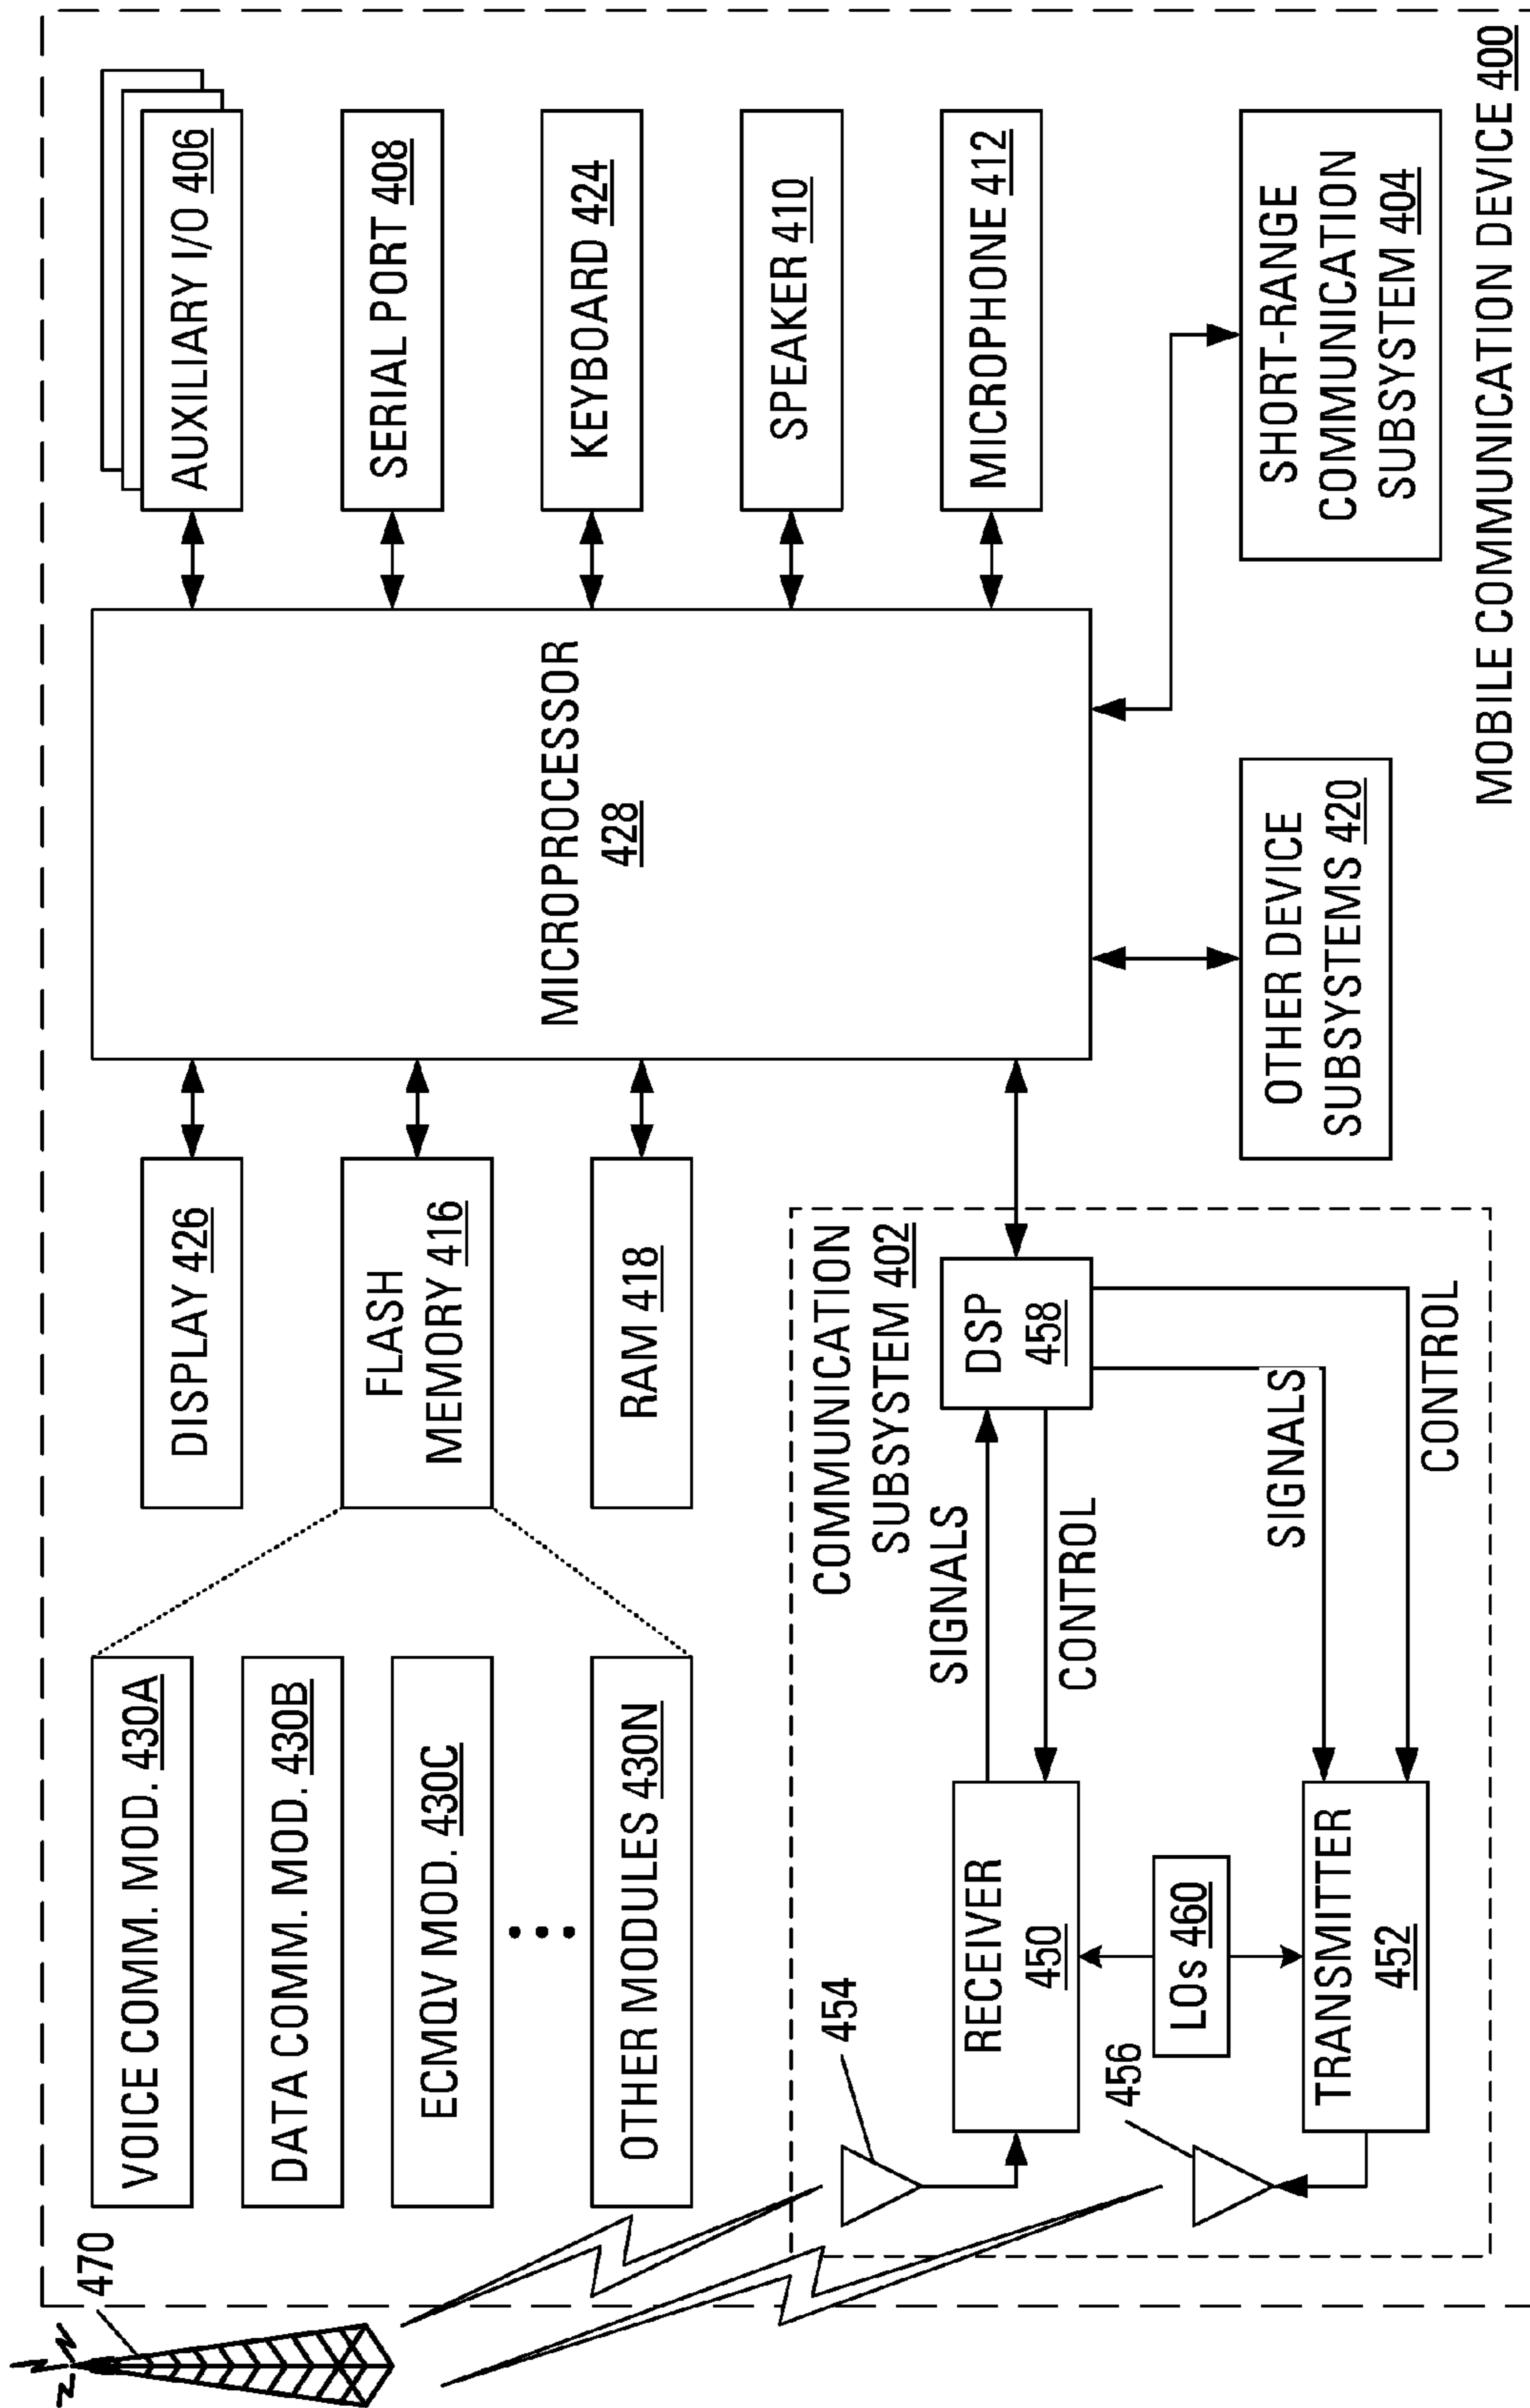 470
VOICE COMM. MOD. 430A
DATA COMM. MOD. 430B
ECMQV MOD. 430C
OTHER MODULES 430N
DISPLAY 426
FLASH
MEMORY 416
RAM 418
MICROPROCESSOR
428
AUXILIARY I/O 406
SERIAL PORT 408
KEYBOARD 424
SPEAKER 410
MICROPHONE 412
SHORT-RANGE
COMMUNICATION
SUBSYSTEM 404
OTHER DEVICE
SUBSYSTEMS 420
COMMUNICATION
SUBSYSTEM 402
DSP
458
SIGNALS
CONTROL
SIGNALS
CONTROL
454
RECEIVER
450
LOs 460
456
TRANSMITTER
452
MOBILE COMMUNICATION DEVICE 400